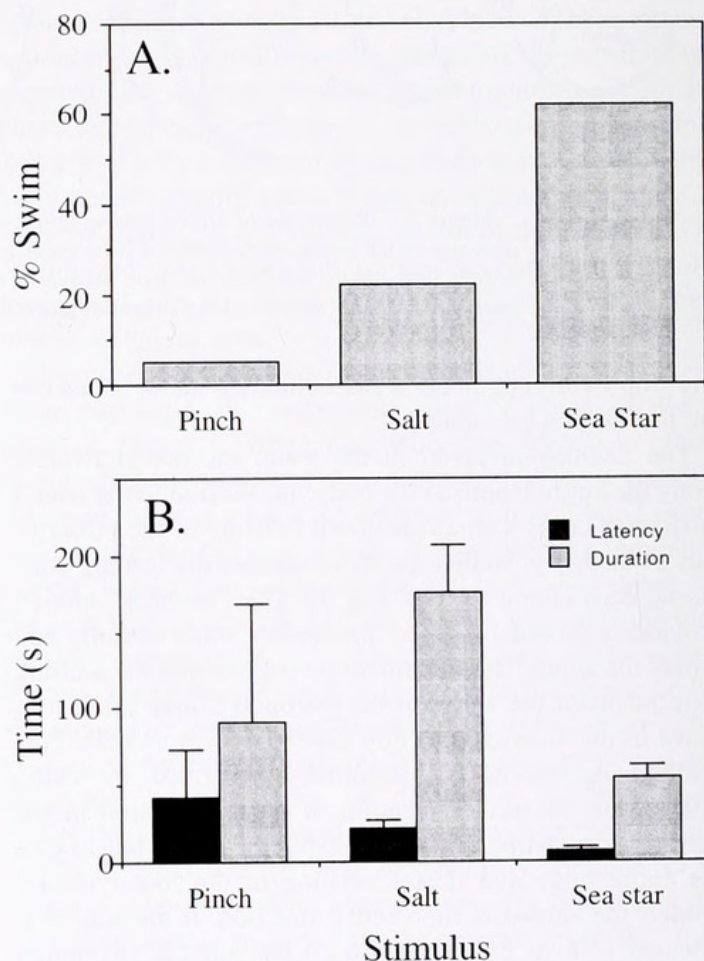 A.
% Swim
80
60
40
20
0
Pinch Salt Sea Star
B.
Latency
Duration
Time (s)
200
100
0
Pinch Salt Sea star
Stimulus